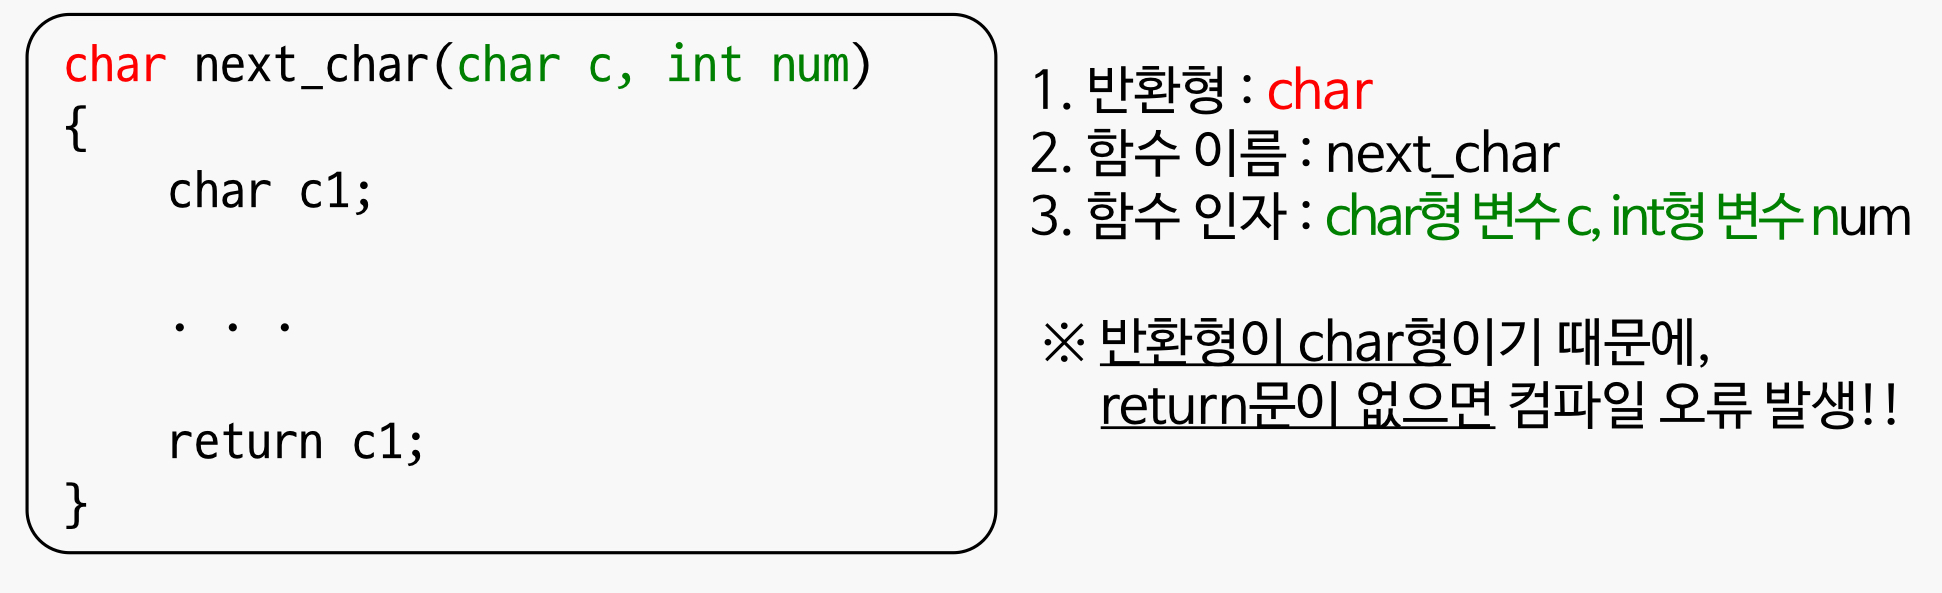 char next_char(char c, int num)
{
char c1;
. . .
return c1;
}
1. 반환형 : char
2. 함수 이름 : next_char
3. 함수 인자 : char형 변수 c, int형 변수 num
※ 반환형이 char형이기 때문에,
return문이 없으면 컴파일 오류 발생!!